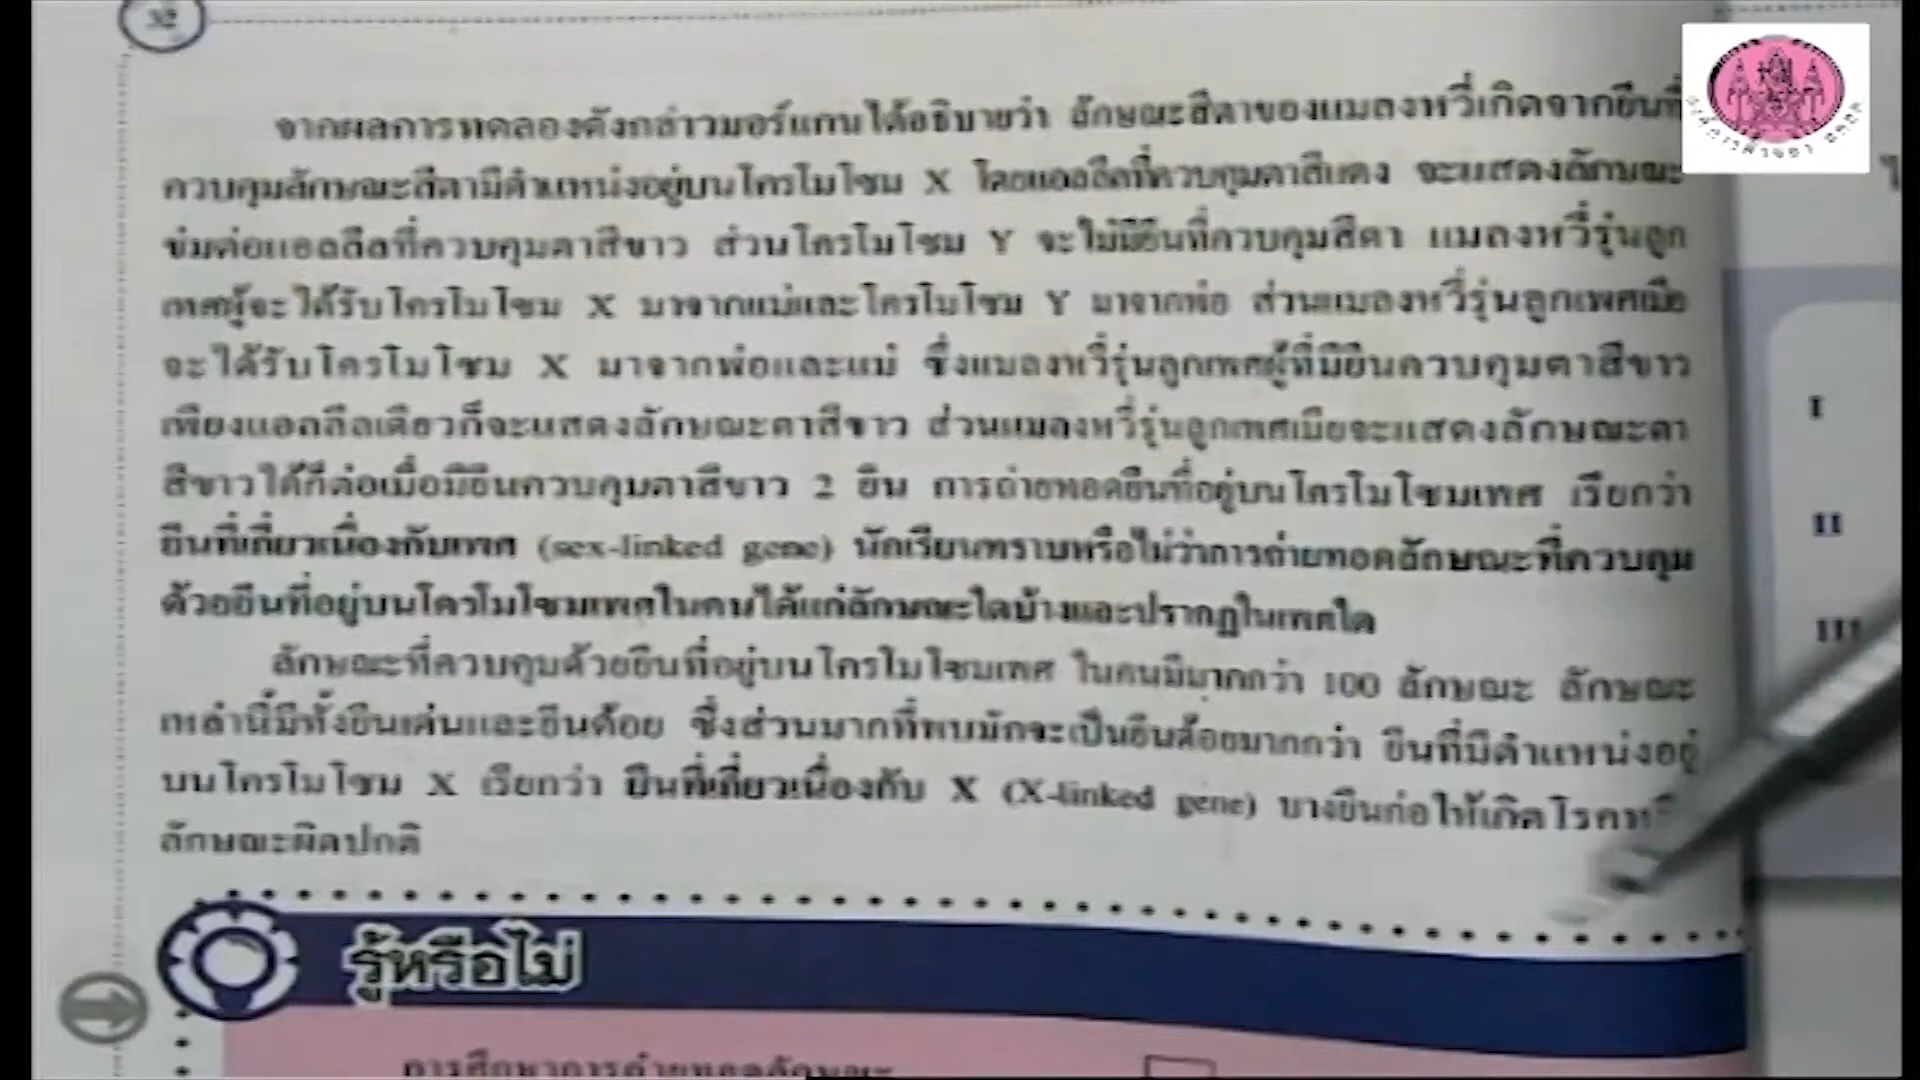 32
จากผลการทดลองดังกล่าวมอร์แกนได้อธิบายว่า ลักษณะสีตาของแมลงหวี่เกิดจากยีนที่
ควบคุมลักษณะสีตามีตำแหน่งอยู่บนโครโมโซม X โดยแอลลีลที่ควบคุมตาสีแดง จะแสดงลักษณะ
ข่มต่อแอลลีลที่ควบคุมตาสีขาว ส่วนโครโมโซม Y จะไม่มียีนที่ควบคุมสีตา แมลงหวี่รุ่นลูก
เพศผู้จะได้รับโครโมโซม X มาจากแม่และโครโมโซม Y มาจากพ่อ ส่วนแมลงหวี่รุ่นลูกเพศเมีย
จะได้รับโครโมโซม X มาจากพ่อและแม่ ซึ่งแมลงหวี่รุ่นลูกเพศผู้ที่มียีนควบคุมตาสีขาว
เพียงแอลลีลเดียวก็จะแสดงลักษณะตาสีขาว ส่วนแมลงหวี่รุ่นลูกเพศเมียจะแสดงลักษณะตา
สีขาวได้ก็ต่อเมื่อมียีนควบคุมตาสีขาว 2 ยีน การถ่ายทอดยีนที่อยู่บนโครโมโซมเพศ เรียกว่า
ยีนที่เกี่ยวเนื่องกับเพศ (sex-linked gene) นักเรียนทราบหรือไม่ว่าการถ่ายทอดลักษณะที่ควบคุม
ด้วยยีนที่อยู่บนโครโมโซมเพศในคนได้แก่ลักษณะใดบ้างและปรากฏในเพศใด
ลักษณะที่ควบคุมด้วยยีนที่อยู่บนโครโมโซมเพศ ในคนมีมากกว่า 100 ลักษณะ ลักษณะ
เหล่านี้มีทั้งยีนเด่นและยีนด้อย ซึ่งส่วนมากที่พบมักจะเป็นยีนด้อยมากกว่า ยีนที่มีตำแหน่งอยู่
บนโครโมโซม X เรียกว่า ยีนที่เกี่ยวเนื่องกับ X (X-linked gene) บางยีนก่อให้เกิดโรคหรือ
ลักษณะผิดปกติ
รู้หรือไม่
การศึกษาการถ่ายทอดลักษณะ
I
II
III
องค์การค้าของ สกสค.